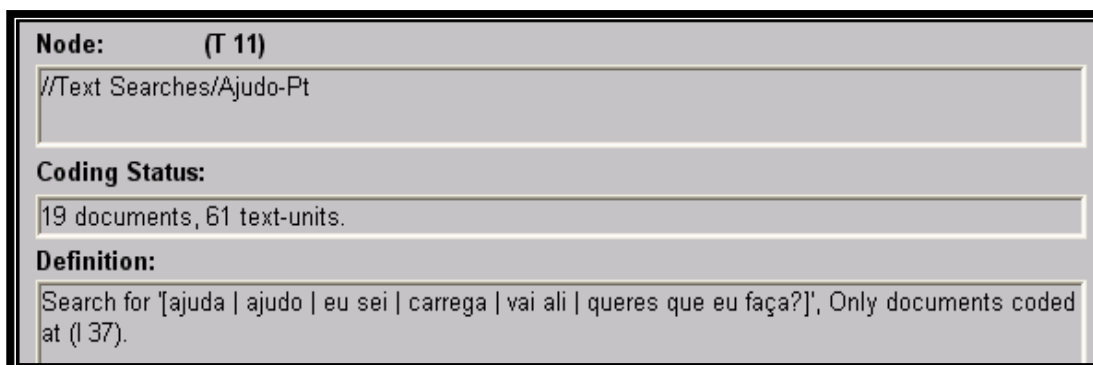 Node: (T 11)
//Text Searches/Ajudo-Pt
Coding Status:
19 documents, 61 text-units.
Definition:
Search for '[ajuda | ajudo | eu sei | carrega | vai ali | queres que eu faça?]', Only documents coded
at (I 37).